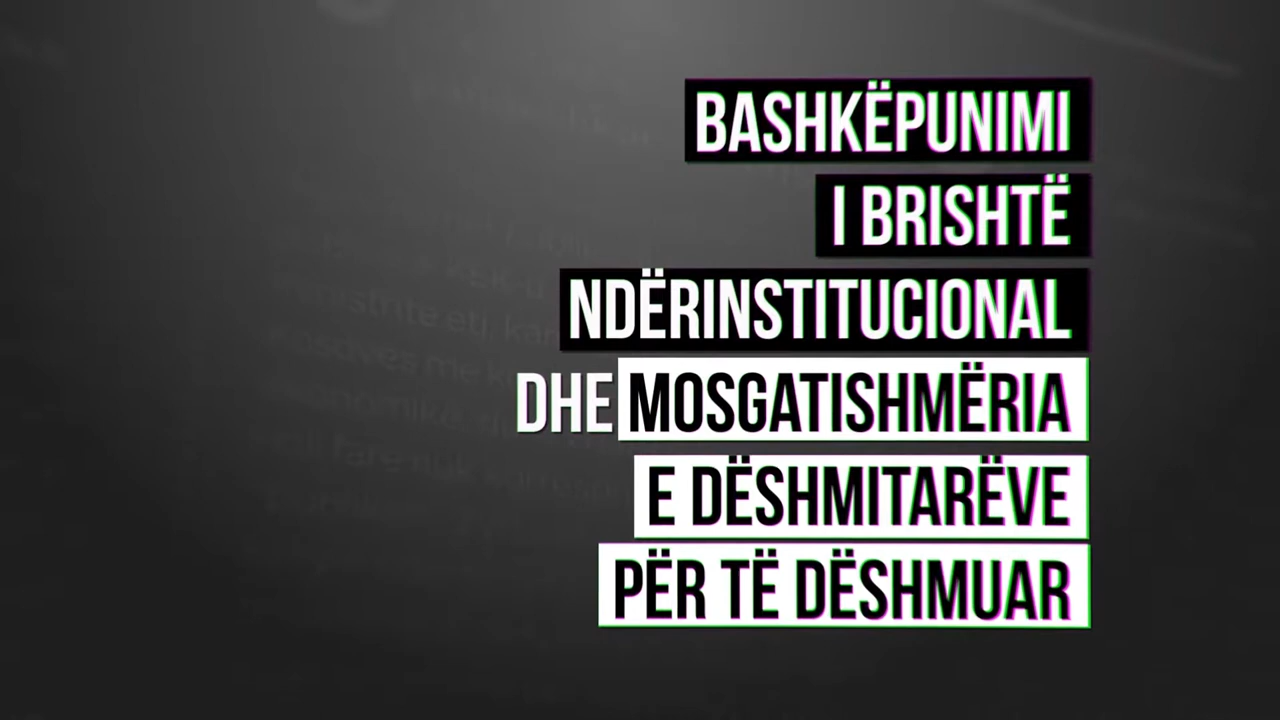 BASHKËPUNIMI
I BRISHTË
NDËRINSTITUCIONAL
DHE MOSGATISHMËRIA
E DËSHMITARËVE
PËR TË DËSHMUAR